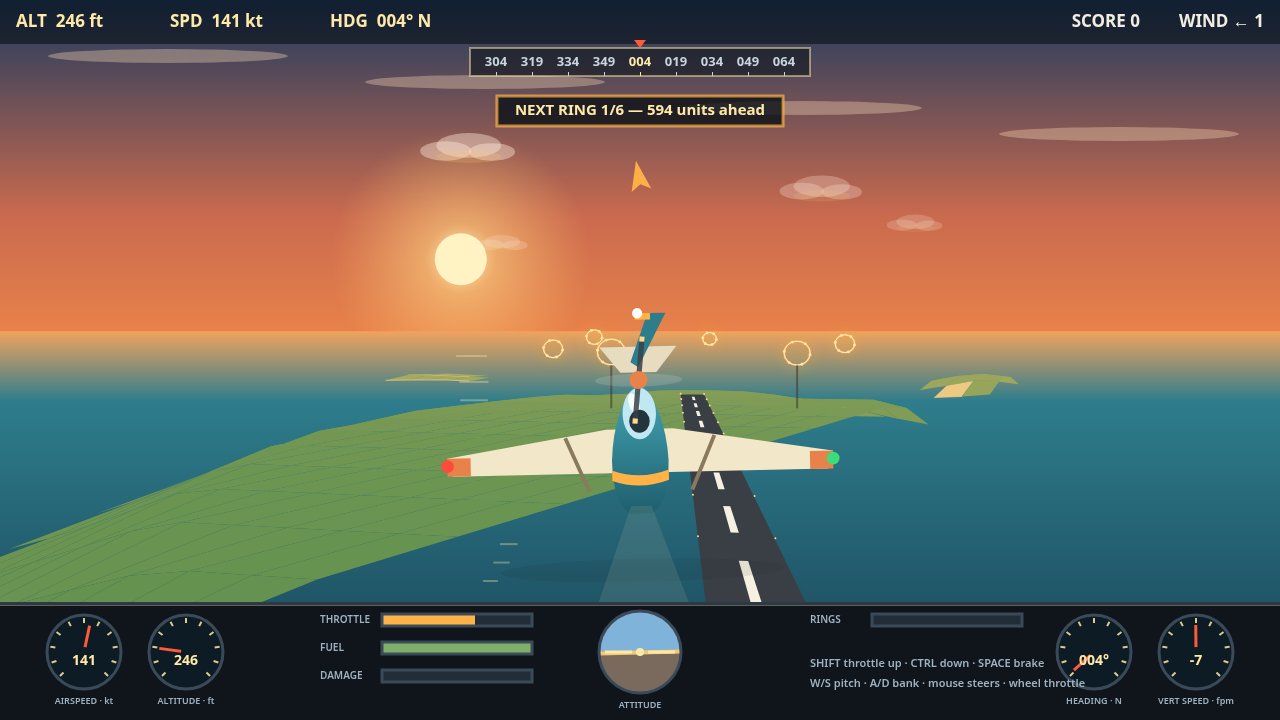 ALT 246 ft SPD 141 kt HDG 004° N SCORE 0 WIND ← 1
304 319 334 349 004 019 034 049 064
NEXT RING 1/6 — 594 units ahead
THROTTLE
FUEL
DAMAGE
RINGS
SHIFT throttle up · CTRL down · SPACE brake
W/S pitch · A/D bank · mouse steers · wheel throttle
141
246
004°
-7
AIRSPEED · kt
ALTITUDE · ft
ATTITUDE
HEADING · N
VERT SPEED · fpm